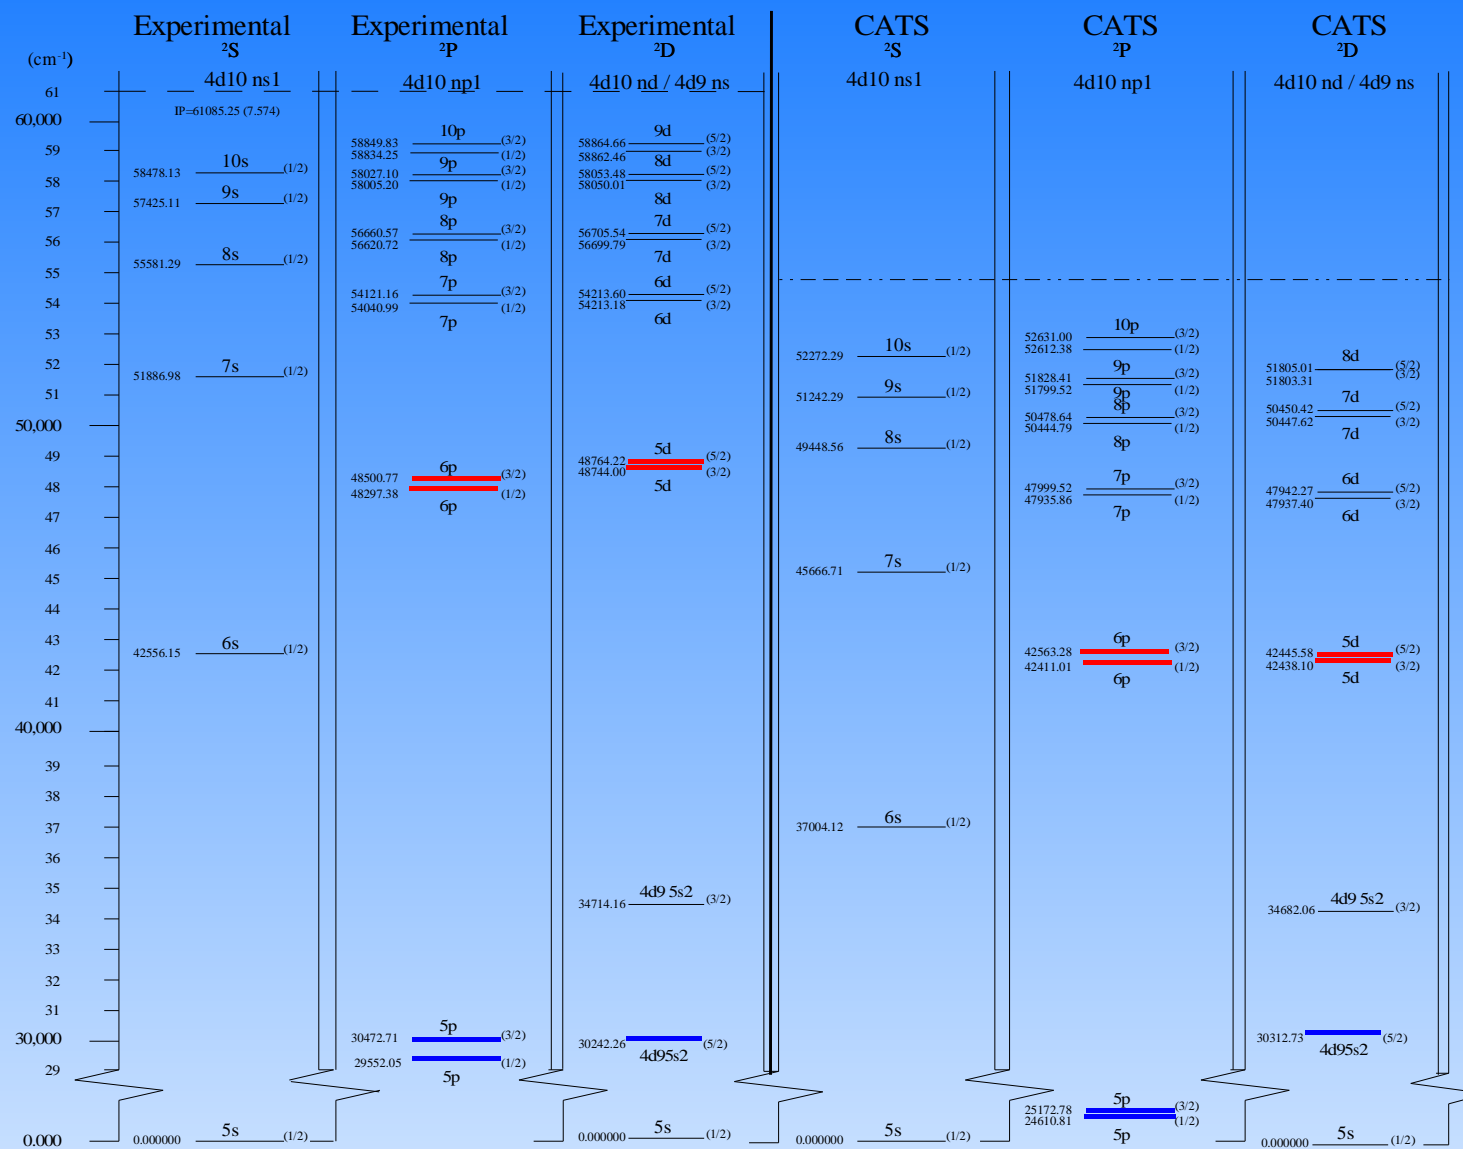 Experimental Experimental Experimental CATS CATS CATS
²S ²P ²D ²S ²P ²D
(cm⁻¹)
4d10 ns1 4d10 np1 4d10 nd / 4d9 ns 4d10 ns1 4d10 np1 4d10 nd / 4d9 ns
61
IP=61085.25 (7.574)
60,000
59
58
57
56
55
54
53
52
51
50,000
49
48
47
46
45
44
43
42
41
40,000
39
38
37
36
35
34
33
32
31
30,000
29
0.000
58478.13 10s (1/2)
57425.11 9s (1/2)
55581.29 8s (1/2)
51886.98 7s (1/2)
42556.15 6s (1/2)
0.000000 5s (1/2)
10p
58849.83 (3/2)
58834.25 (1/2)
9p
58027.10 (3/2)
58005.20 (1/2)
9p
8p
56660.57 (3/2)
56620.72 (1/2)
8p
7p
54121.16 (3/2)
54040.99 (1/2)
7p
6p
48500.77 (3/2)
48297.38 (1/2)
6p
5p
30472.71 (3/2)
29552.05 (1/2)
5p
9d
58864.66 (5/2)
58862.46 (3/2)
8d
58053.48 (5/2)
58050.01 (3/2)
8d
7d
56705.54 (5/2)
56699.79 (3/2)
7d
6d
54213.60 (5/2)
54213.18 (3/2)
6d
5d
48764.22 (5/2)
48744.00 (3/2)
5d
4d9 5s2
34714.16 (3/2)
30242.26 (5/2)
4d95s2
5s
0.000000 (1/2)
52272.29 10s (1/2)
51242.29 9s (1/2)
49448.56 8s (1/2)
45666.71 7s (1/2)
37004.12 6s (1/2)
0.000000 5s (1/2)
10p
52631.00 (3/2)
52612.38 (1/2)
9p
51828.41 (3/2)
51799.52 (1/2)
9p
8p
50478.64 (3/2)
50444.79 (1/2)
8p
7p
47999.52 (3/2)
47935.86 (1/2)
7p
6p
42563.28 (3/2)
42411.01 (1/2)
6p
5p
25172.78 (3/2)
24610.81 (1/2)
5p
8d
51805.01 (5/2)
51803.31 (3/2)
7d
50450.42 (5/2)
50447.62 (3/2)
7d
6d
47942.27 (5/2)
47937.40 (3/2)
6d
5d
42445.58 (5/2)
42438.10 (3/2)
5d
4d9 5s2
34682.06 (3/2)
30312.73 (5/2)
4d95s2
5s
0.000000 (1/2)